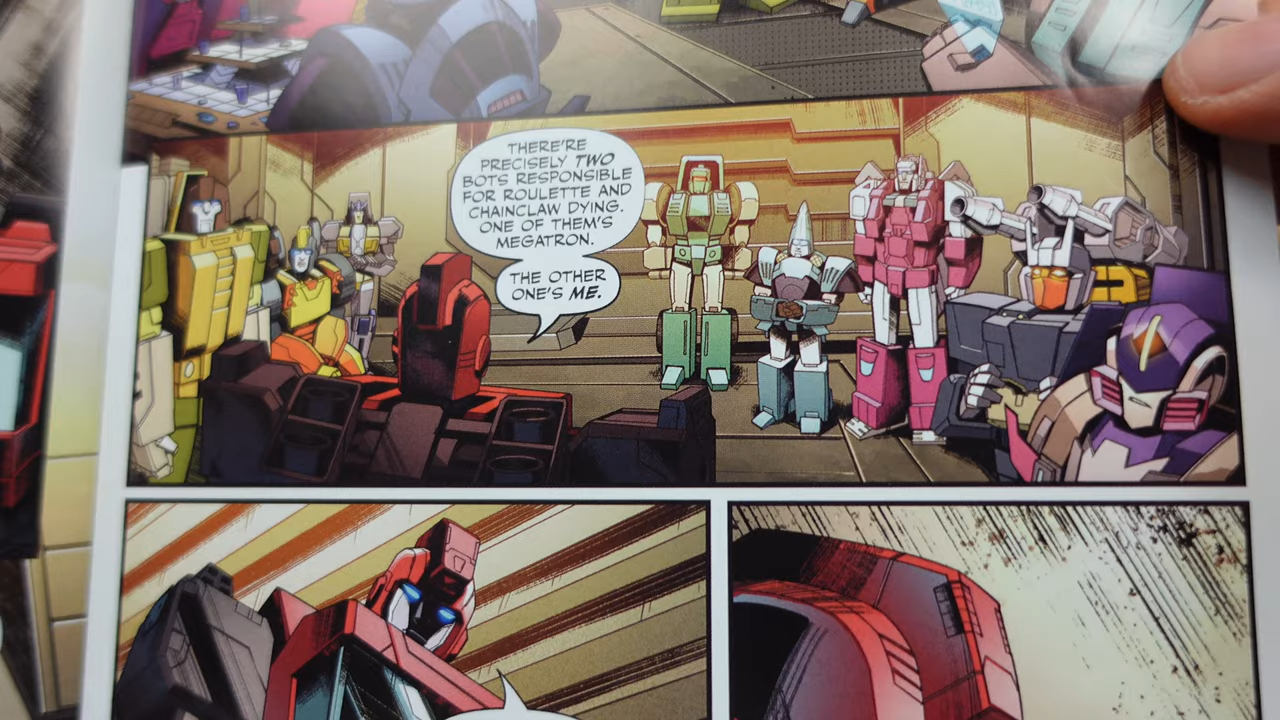 THERE'RE
PRECISELY TWO
BOTS RESPONSIBLE
FOR ROULETTE AND
CHAINCLAW DYING.
ONE OF THEM'S
MEGATRON.
THE OTHER
ONE'S ME.